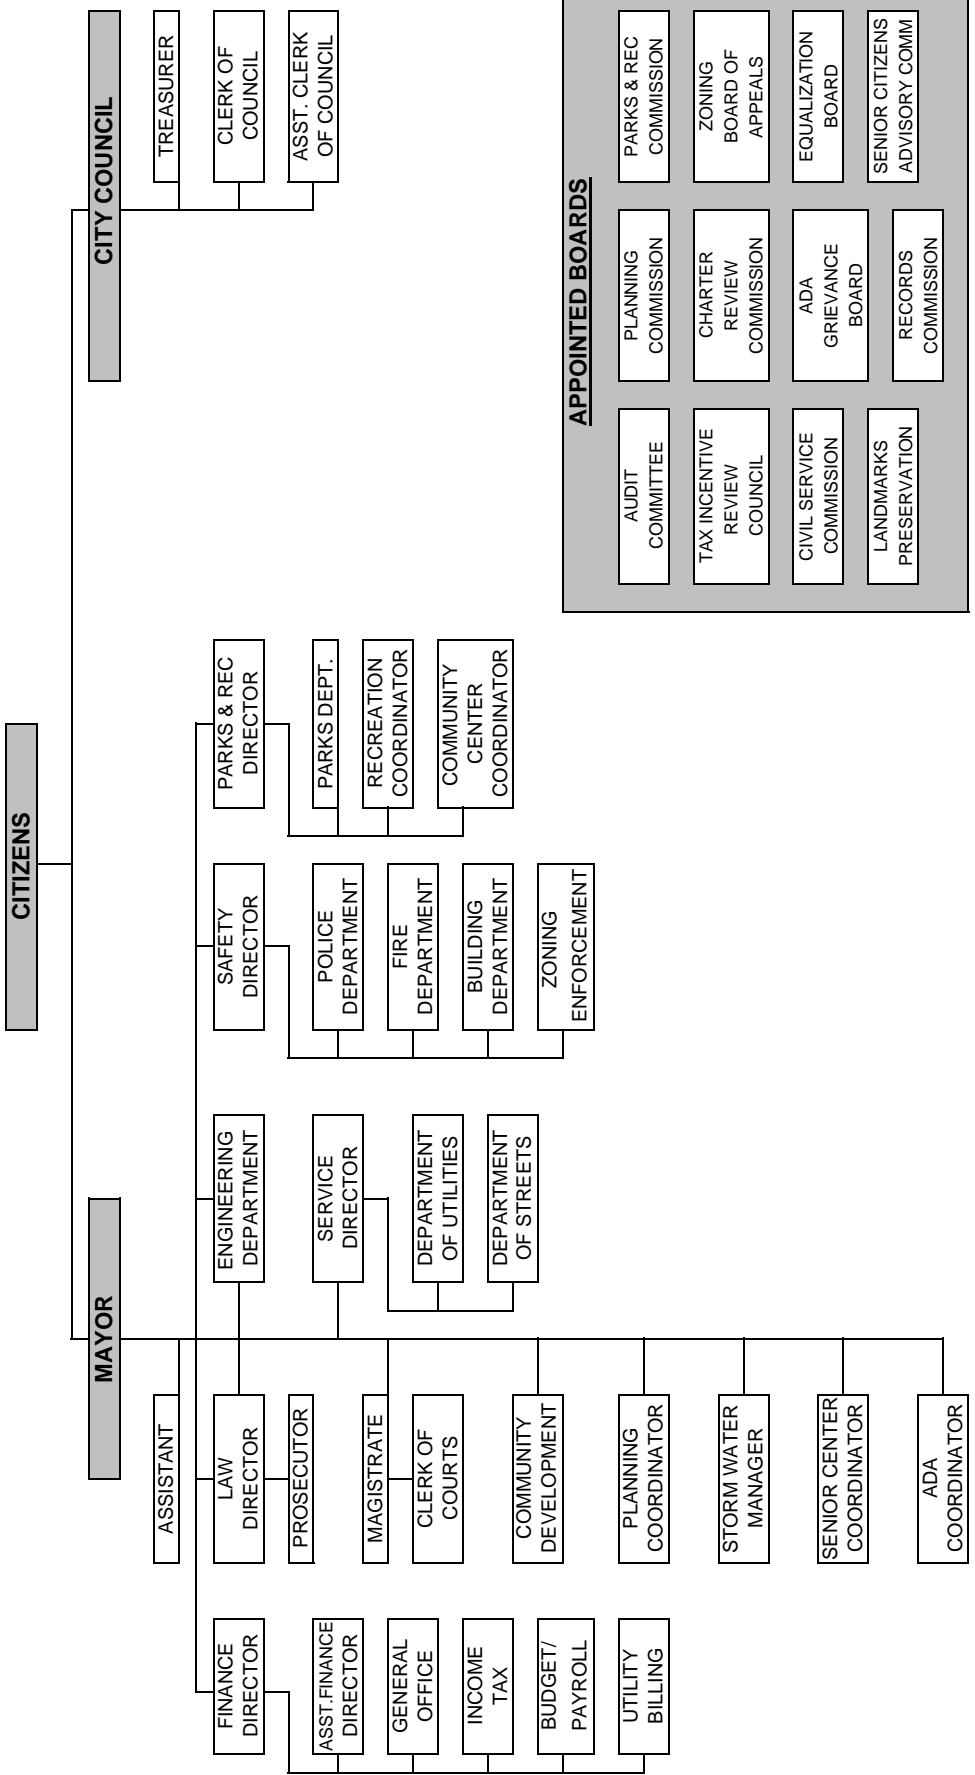 CITIZENS
MAYOR
CITY COUNCIL
ASSISTANT
TREASURER
CLERK OF
COUNCIL
ASST. CLERK
OF COUNCIL
FINANCE
DIRECTOR
ASST.FINANCE
DIRECTOR
GENERAL
OFFICE
INCOME
TAX
BUDGET/
PAYROLL
UTILITY
BILLING
LAW
DIRECTOR
PROSECUTOR
MAGISTRATE
CLERK OF
COURTS
COMMUNITY
DEVELOPMENT
PLANNING
COORDINATOR
STORM WATER
MANAGER
SENIOR CENTER
COORDINATOR
ADA
COORDINATOR
ENGINEERING
DEPARTMENT
SERVICE
DIRECTOR
DEPARTMENT
OF UTILITIES
DEPARTMENT
OF STREETS
SAFETY
DIRECTOR
POLICE
DEPARTMENT
FIRE
DEPARTMENT
BUILDING
DEPARTMENT
ZONING
ENFORCEMENT
PARKS & REC
DIRECTOR
PARKS DEPT.
RECREATION
COORDINATOR
COMMUNITY
CENTER
COORDINATOR
APPOINTED BOARDS
AUDIT
COMMITTEE
PLANNING
COMMISSION
PARKS & REC
COMMISSION
TAX INCENTIVE
REVIEW
COUNCIL
CHARTER
REVIEW
COMMISSION
ZONING
BOARD OF
APPEALS
CIVIL SERVICE
COMMISSION
ADA
GRIEVANCE
BOARD
EQUALIZATION
BOARD
LANDMARKS
PRESERVATION
RECORDS
COMMISSION
SENIOR CITIZENS
ADVISORY COMM